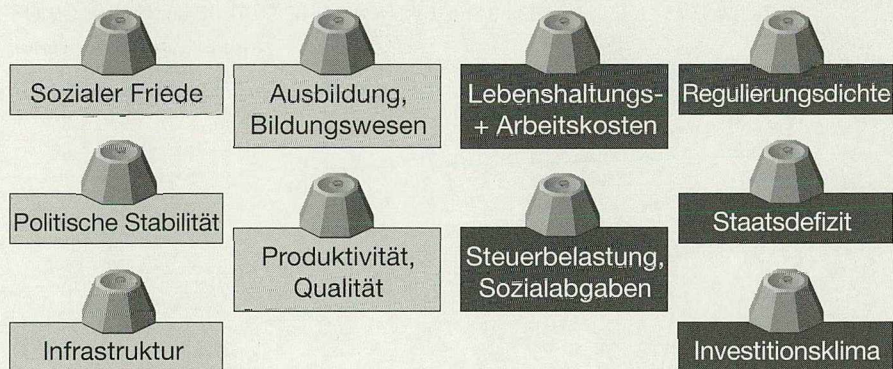 Sozialer Friede
Ausbildung,
Bildungswesen
Lebenshaltungs-
+ Arbeitskosten
Regulierungsdichte
Politische Stabilität
Produktivität,
Qualität
Steuerbelastung,
Sozialabgaben
Staatsdefizit
Infrastruktur
Investitionsklima